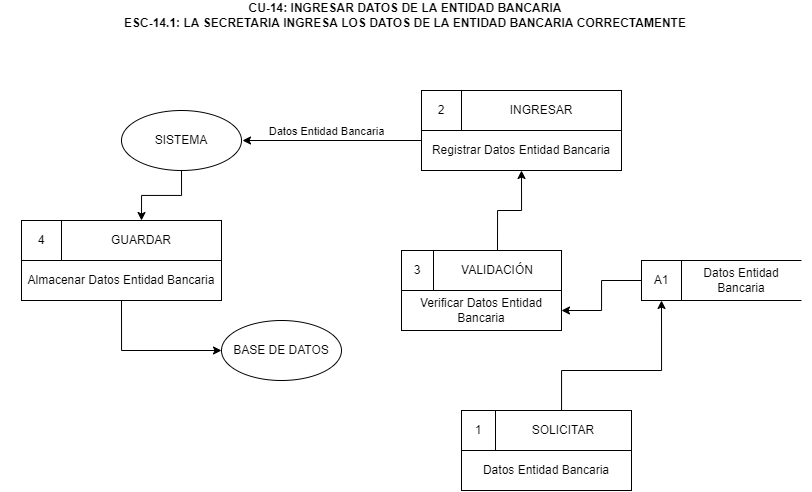 CU-14: INGRESAR DATOS DE LA ENTIDAD BANCARIA
ESC-14.1: LA SECRETARIA INGRESA LOS DATOS DE LA ENTIDAD BANCARIA CORRECTAMENTE
2
INGRESAR
Registrar Datos Entidad Bancaria
Datos Entidad Bancaria
SISTEMA
4
GUARDAR
Almacenar Datos Entidad Bancaria
3
VALIDACIÓN
Verificar Datos Entidad
Bancaria
A1
Datos Entidad
Bancaria
BASE DE DATOS
1
SOLICITAR
Datos Entidad Bancaria